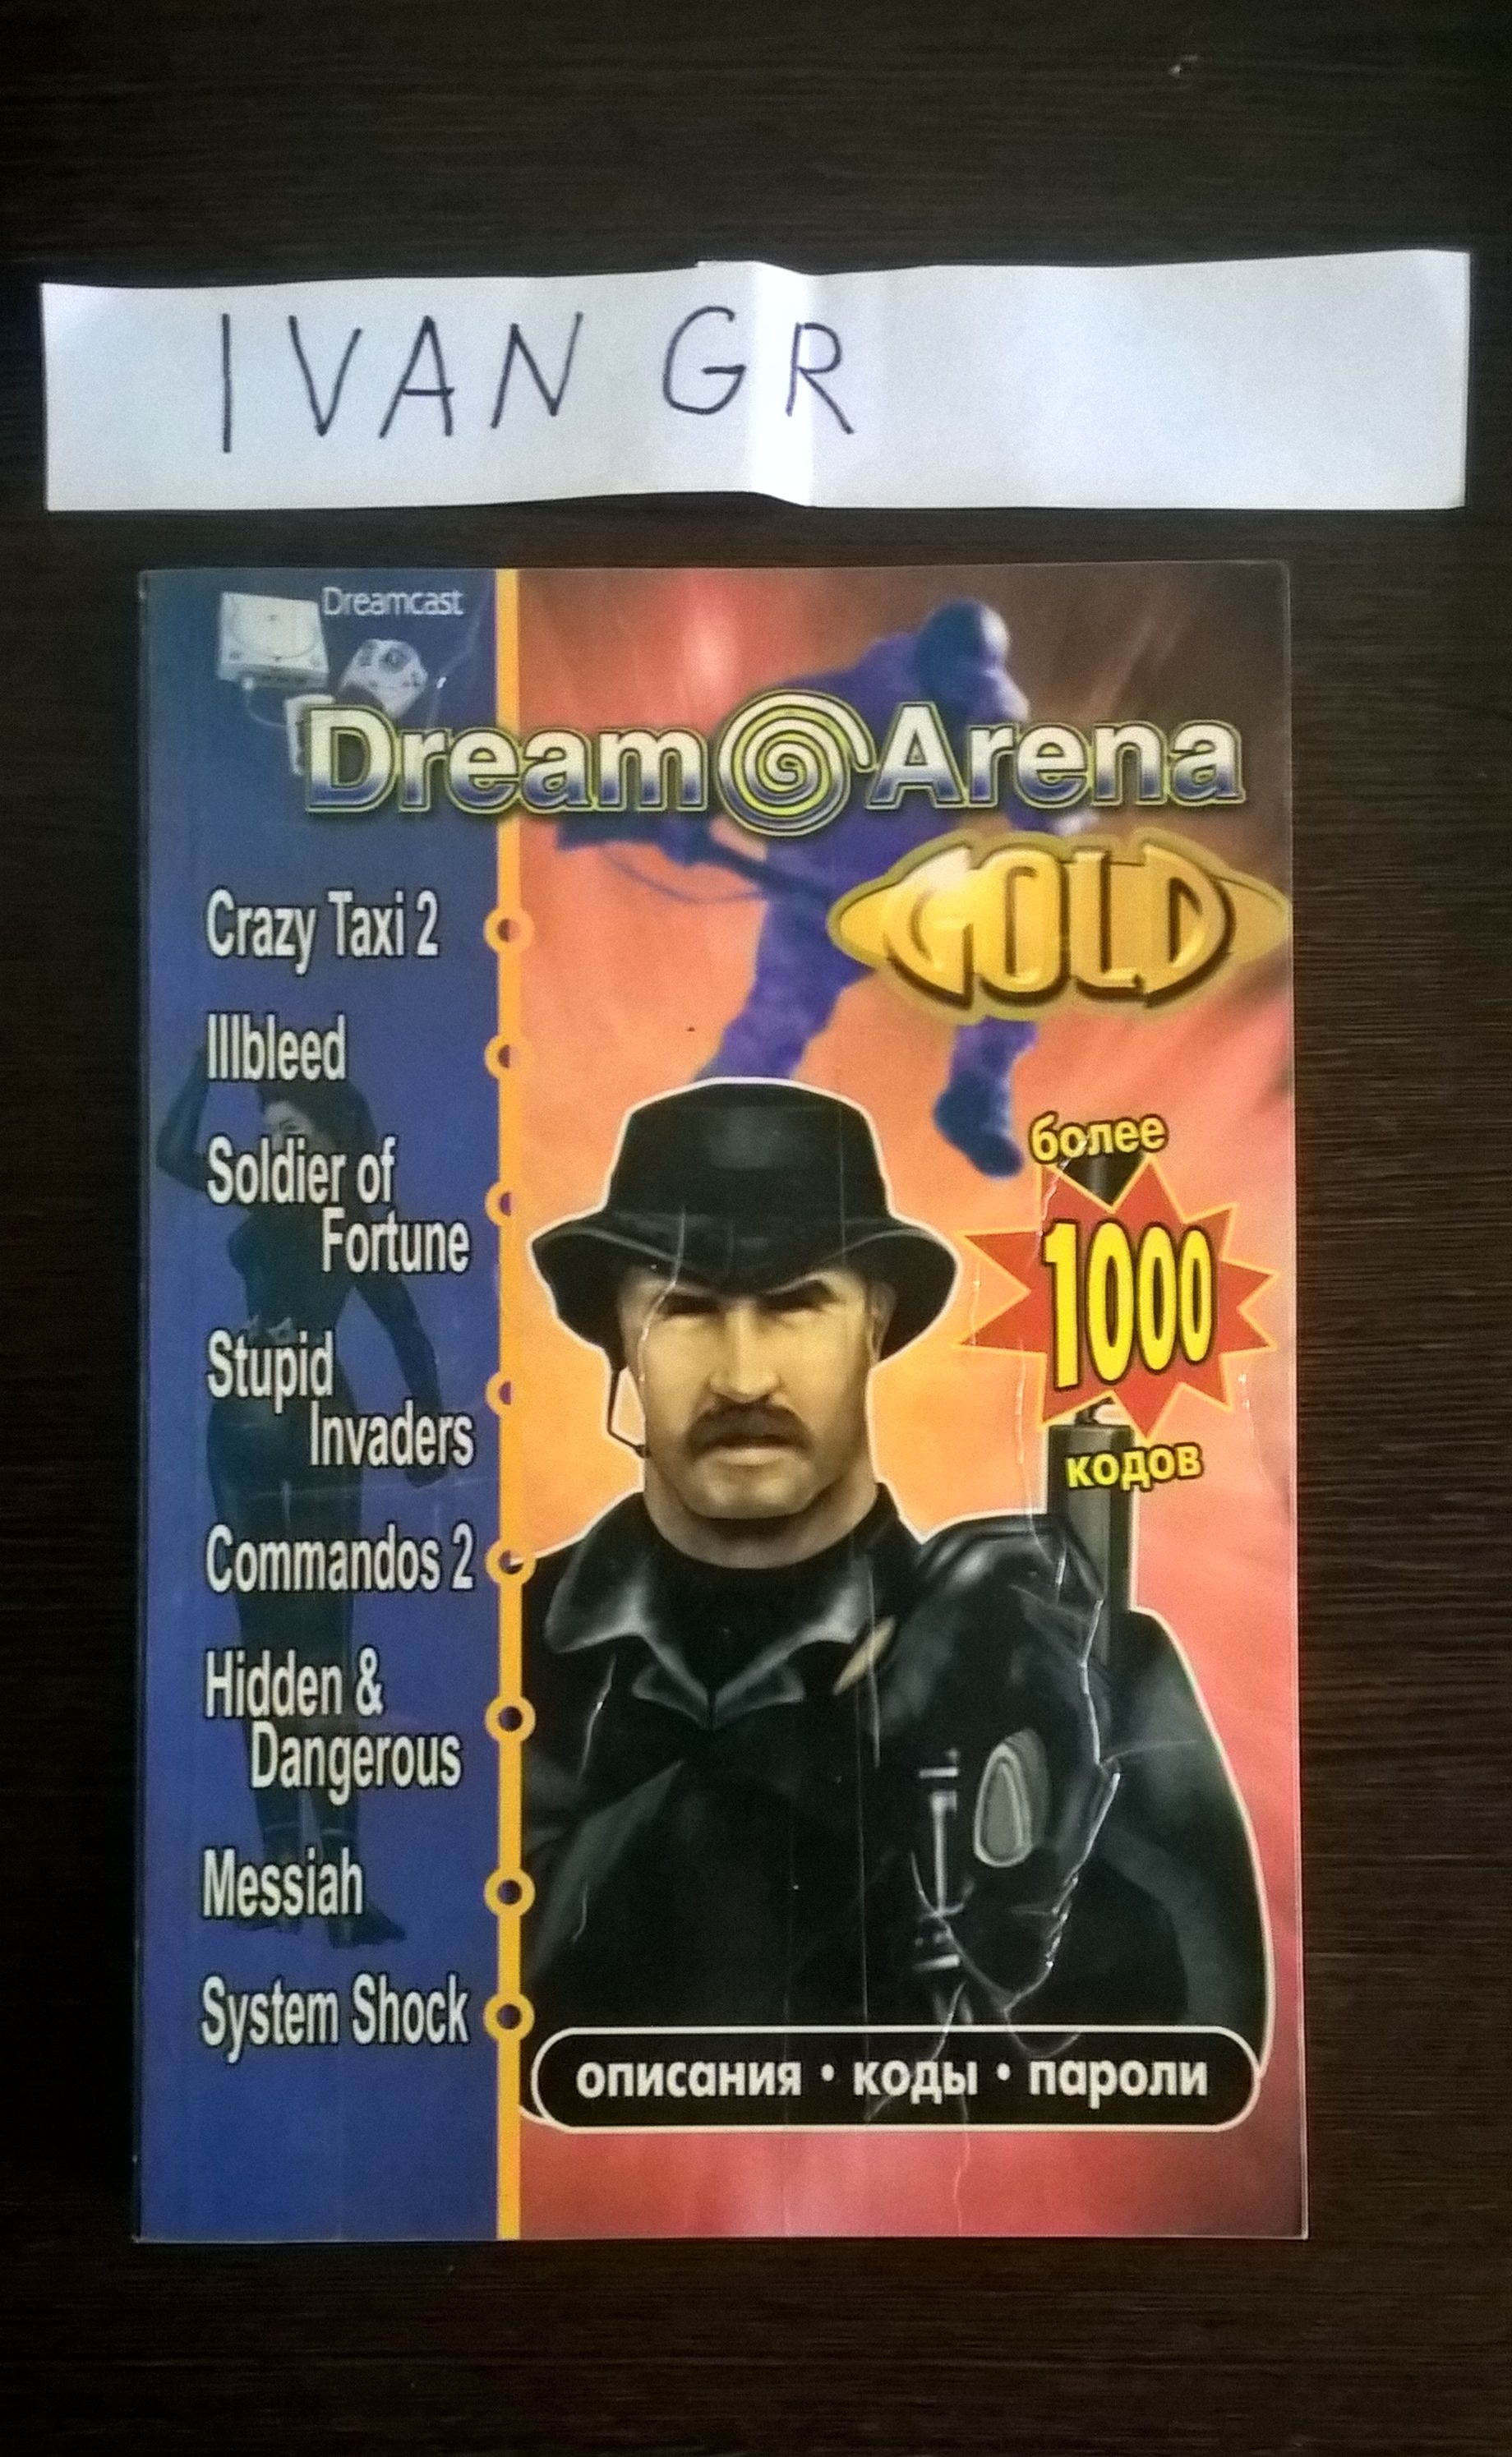 IVAN GR
Dreamcast
Dream Arena
GOLD
Crazy Taxi 2
Illbleed
Soldier of
Fortune
Stupid
Invaders
Commandos 2
Hidden &
Dangerous
Messiah
System Shock
более
1000
кодов
описания • коды • пароли